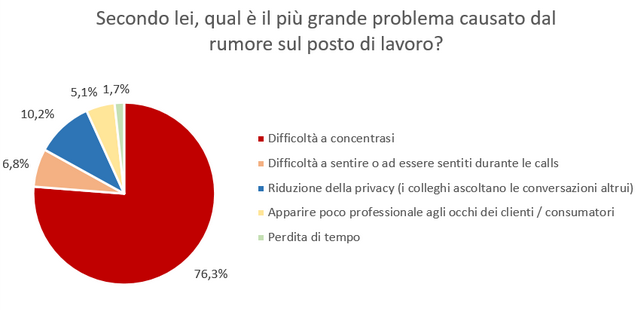 Secondo lei, qual è il più grande problema causato dal
rumore sul posto di lavoro?
5,1%
1,7%
10,2%
6,8%
76,3%
Difficoltà a concentrasi
Difficoltà a sentire o ad essere sentiti durante le calls
Riduzione della privacy (i colleghi ascoltano le conversazioni altrui)
Apparire poco professionale agli occhi dei clienti / consumatori
Perdita di tempo